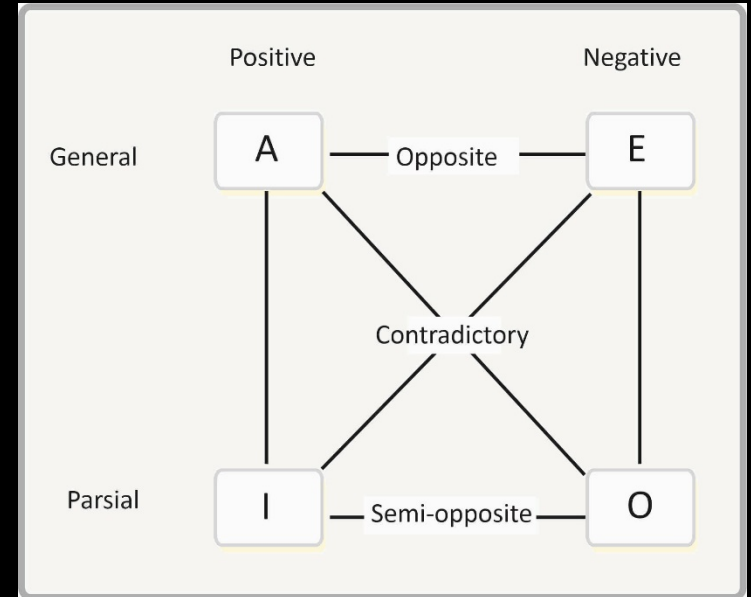 Positive
Negative
General
A
Opposite
E
Contradictory
Parsial
I
Semi-opposite
O